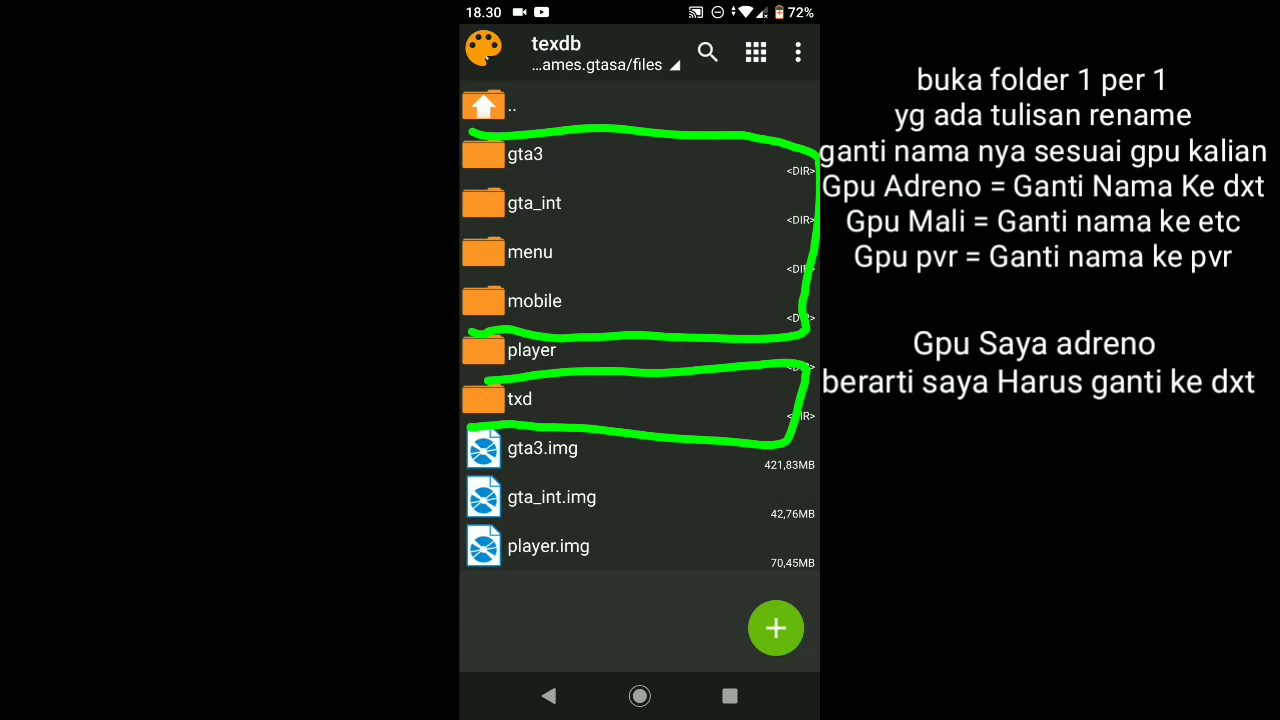 18.30
72%
texdb
...ames.gtasa/files
..
gta3
<DIR>
gta_int
<DIR>
menu
<DIR>
mobile
<DIR>
player
<DIR>
txd
<DIR>
gta3.img
421,83MB
gta_int.img
42,76MB
player.img
70,45MB
buka folder 1 per 1
yg ada tulisan rename
ganti nama nya sesuai gpu kalian
Gpu Adreno = Ganti Nama Ke dxt
Gpu Mali = Ganti nama ke etc
Gpu pvr = Ganti nama ke pvr
Gpu Saya adreno
berarti saya Harus ganti ke dxt